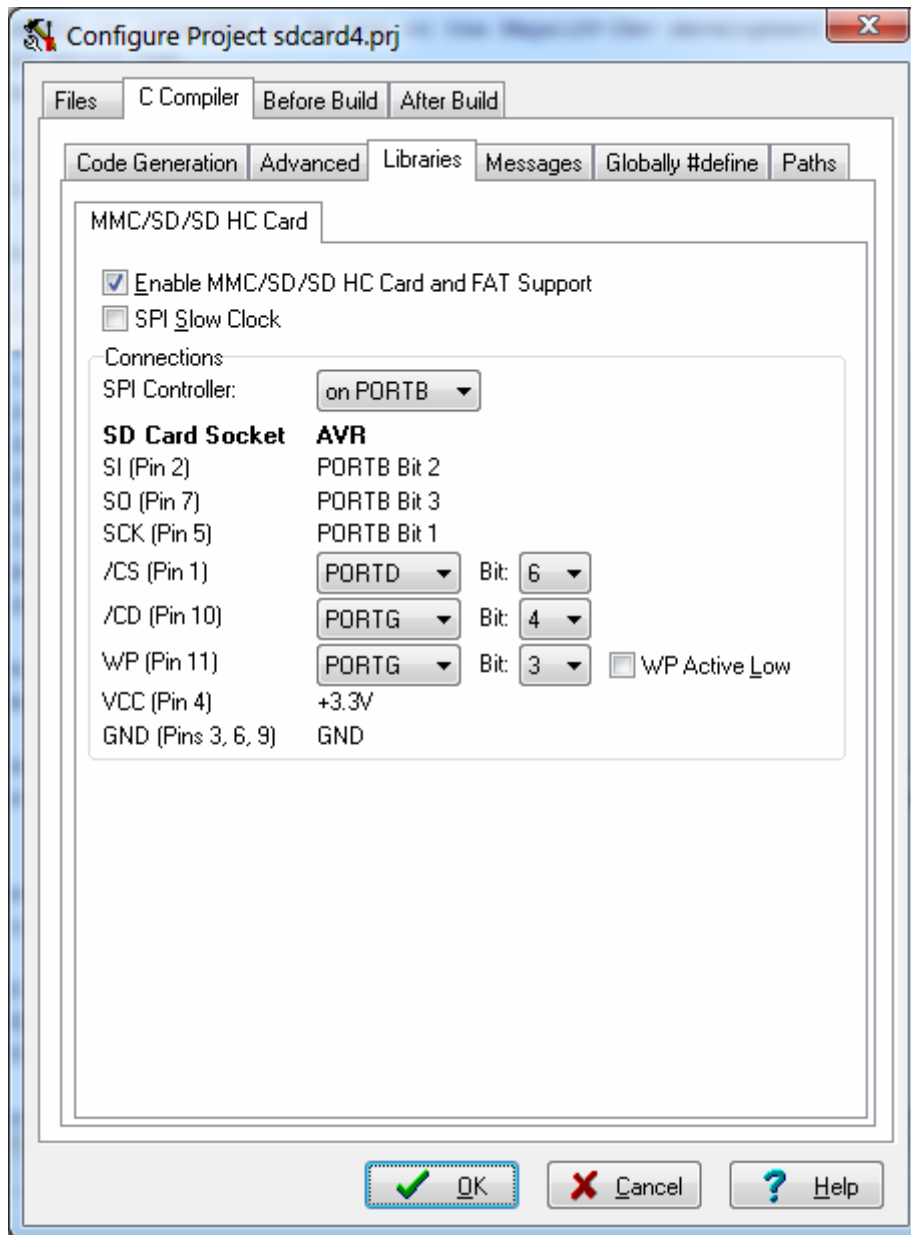 Configure Project sdcard4.prj
Files C Compiler Before Build After Build
Code Generation Advanced Libraries Messages Globally #define Paths
MMC/SD/SD HC Card
Enable MMC/SD/SD HC Card and FAT Support
SPI Slow Clock
Connections
SPI Controller: on PORTB
SD Card Socket AVR
SI (Pin 2) PORTB Bit 2
SO (Pin 7) PORTB Bit 3
SCK (Pin 5) PORTB Bit 1
/CS (Pin 1) PORTD Bit: 6
/CD (Pin 10) PORTG Bit: 4
WP (Pin 11) PORTG Bit: 3 WP Active Low
VCC (Pin 4) +3.3V
GND (Pins 3, 6, 9) GND
OK Cancel ? Help